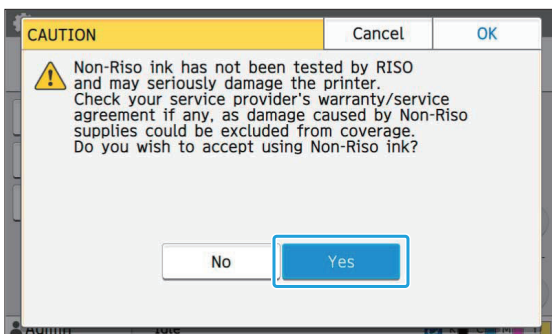 CAUTION Cancel OK
Non-Riso ink has not been tested by RISO
and may seriously damage the printer.
Check your service provider's warranty/service
agreement if any, as damage caused by Non-Riso
supplies could be excluded from coverage.
Do you wish to accept using Non-Riso ink?
No Yes
Admin Idle